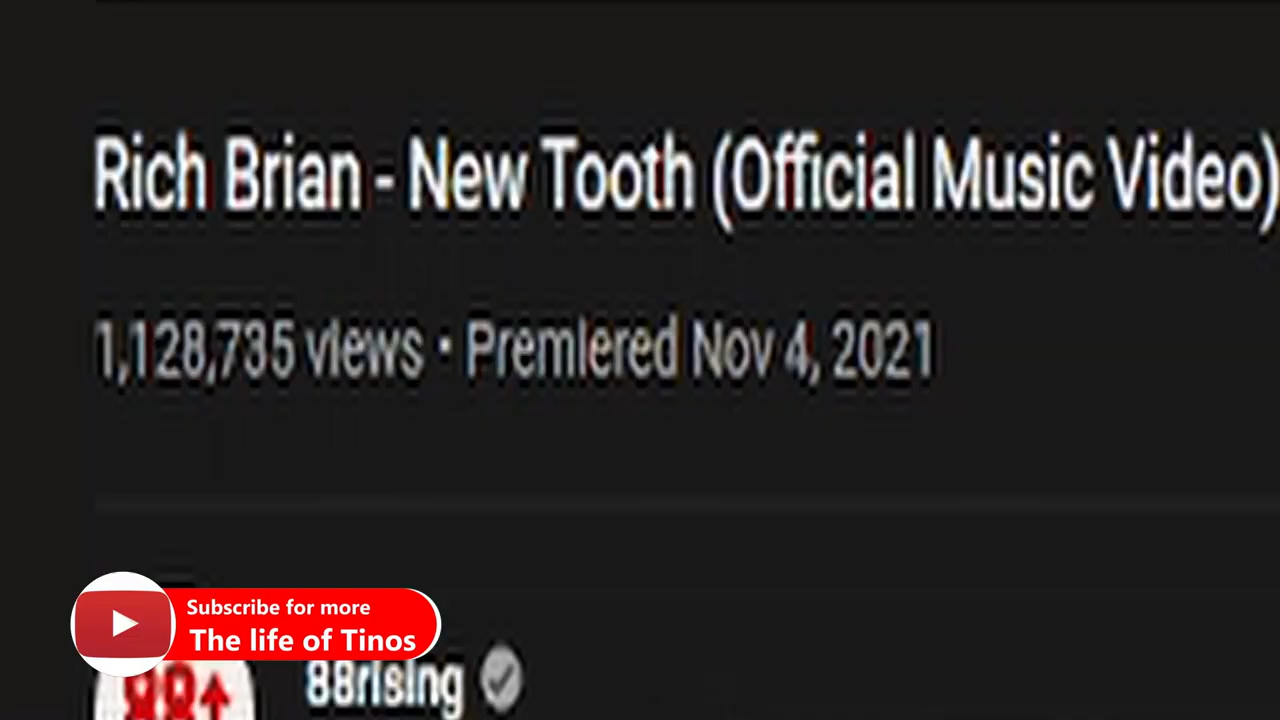 Rich Brian - New Tooth (Official Music Video)
1,128,735 views • Premiered Nov 4, 2021
Subscribe for more
The life of Tinos
88rising
88↑